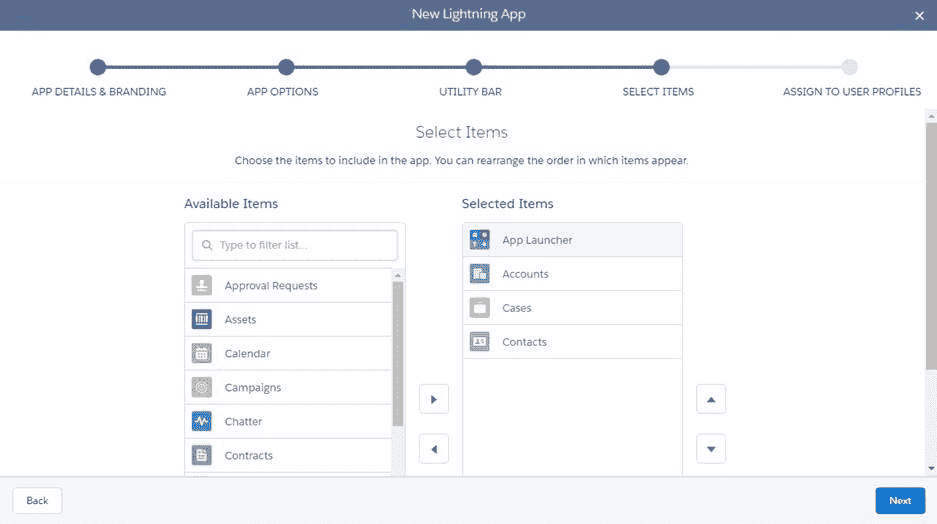 New Lightning App
APP DETAILS & BRANDING
APP OPTIONS
UTILITY BAR
SELECT ITEMS
ASSIGN TO USER PROFILES
Select Items
Choose the items to include in the app. You can rearrange the order in which items appear.
Available Items
Type to filter list...
Approval Requests
Assets
Calendar
Campaigns
Chatter
Contracts
Selected Items
App Launcher
Accounts
Cases
Contacts
Back
Next